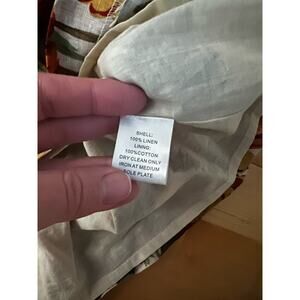 SHELL:
100% LINEN
LINING:
100%COTTON
DRY CLEAN ONLY
IRON AT MEDIUM
SOLE PLATE